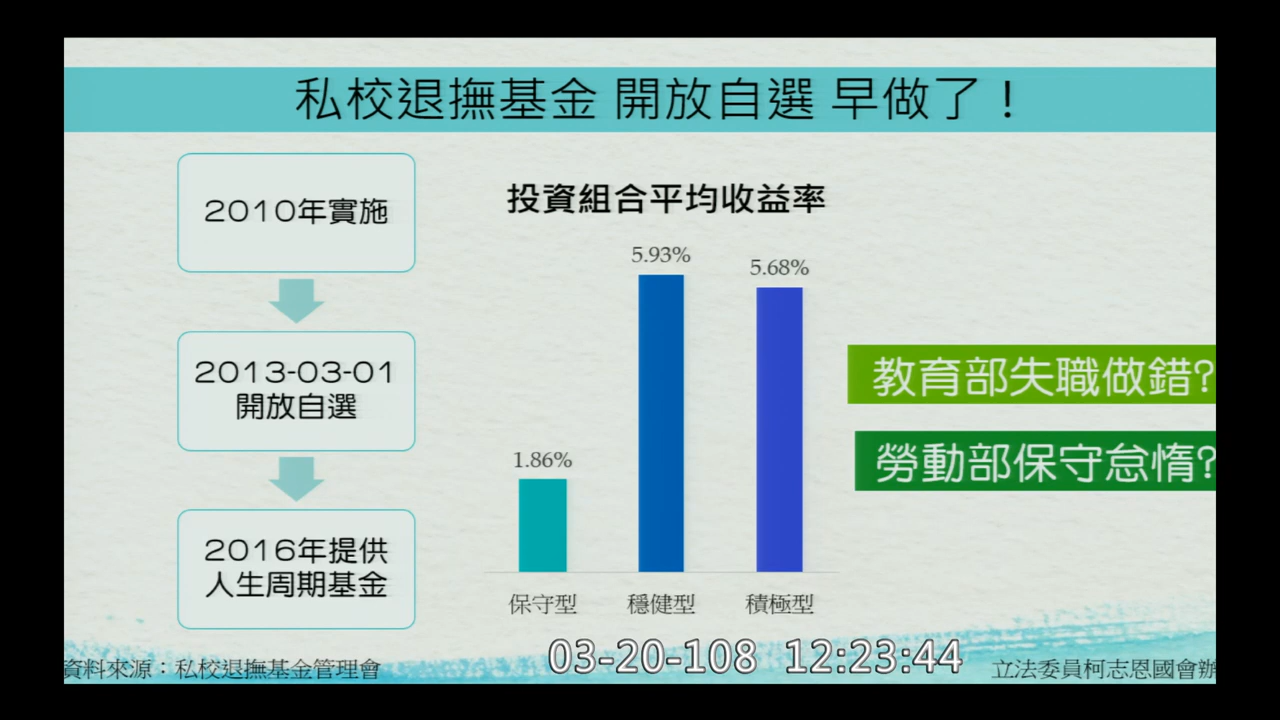 私校退撫基金 開放自選 早做了！
2010年實施
2013-03-01
開放自選
2016年提供
人生周期基金
投資組合平均收益率
5.93%
5.68%
1.86%
保守型
穩健型
積極型
教育部失職做錯?
勞動部保守怠惰?
資料來源：私校退撫基金管理會
03-20-108 12:23:44
立法委員柯志恩國會辦